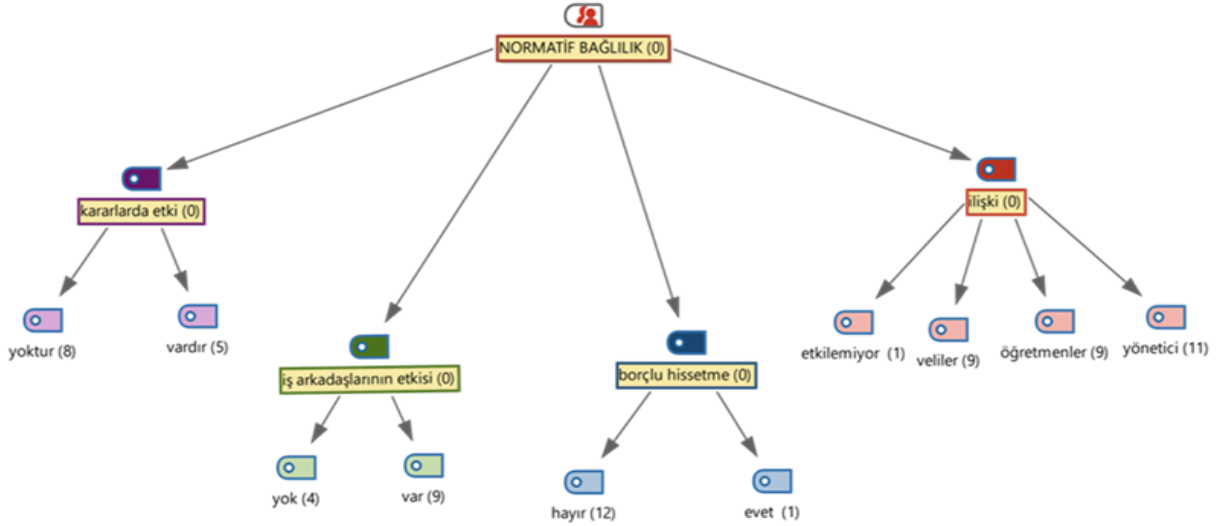 NORMATİF BAĞLILIK (0)
kararlarda etki (0)
ilişki (0)
yoktur (8)
vardır (5)
etkilemiyor (1)
veliler (9)
öğretmenler (9)
yönetici (11)
iş arkadaşlarının etkisi (0)
borçlu hissetme (0)
yok (4)
var (9)
hayır (12)
evet (1)